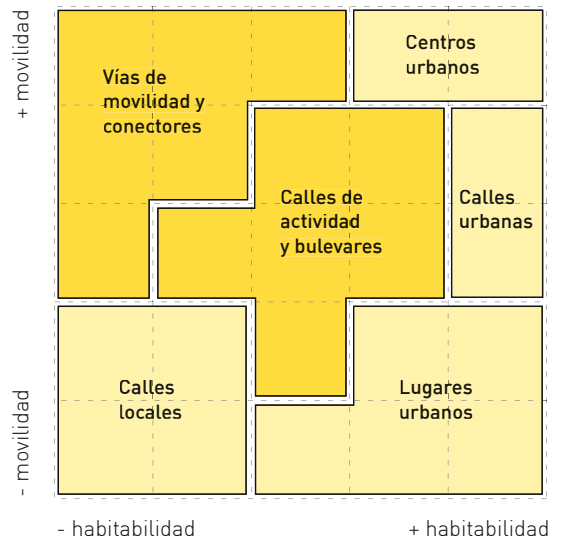 + movilidad
Centros
urbanos
Vías de
movilidad y
conectores
Calles de
actividad
y bulevares
Calles
urbanas
Calles
locales
Lugares
urbanos
- movilidad
- habitabilidad
+ habitabilidad